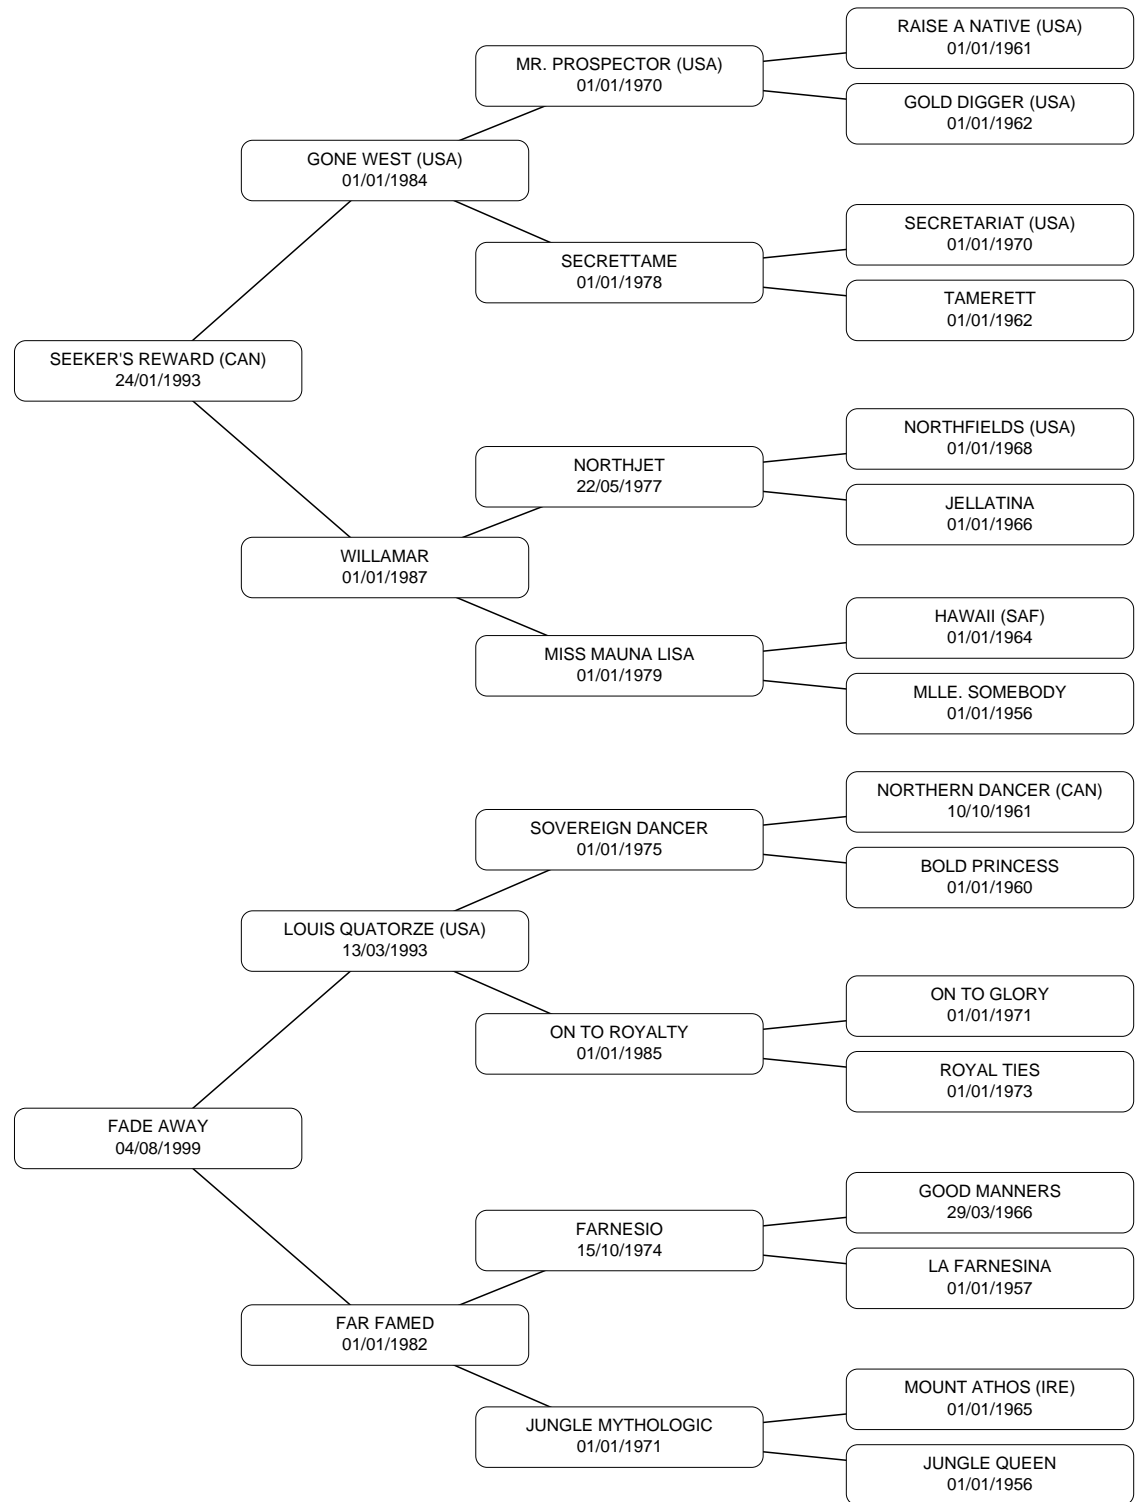 RAISE A NATIVE (USA)
01/01/1961
MR. PROSPECTOR (USA)
01/01/1970
GOLD DIGGER (USA)
01/01/1962
GONE WEST (USA)
01/01/1984
SECRETARIAT (USA)
01/01/1970
SECRETTAME
01/01/1978
TAMERETT
01/01/1962
SEEKER'S REWARD (CAN)
24/01/1993
NORTHFIELDS (USA)
01/01/1968
NORTHJET
22/05/1977
JELLATINA
01/01/1966
WILLAMAR
01/01/1987
HAWAII (SAF)
01/01/1964
MISS MAUNA LISA
01/01/1979
MLLE. SOMEBODY
01/01/1956
NORTHERN DANCER (CAN)
10/10/1961
SOVEREIGN DANCER
01/01/1975
BOLD PRINCESS
01/01/1960
LOUIS QUATORZE (USA)
13/03/1993
ON TO GLORY
01/01/1971
ON TO ROYALTY
01/01/1985
ROYAL TIES
01/01/1973
FADE AWAY
04/08/1999
GOOD MANNERS
29/03/1966
FARNESIO
15/10/1974
LA FARNESINA
01/01/1957
FAR FAMED
01/01/1982
MOUNT ATHOS (IRE)
01/01/1965
JUNGLE MYTHOLOGIC
01/01/1971
JUNGLE QUEEN
01/01/1956